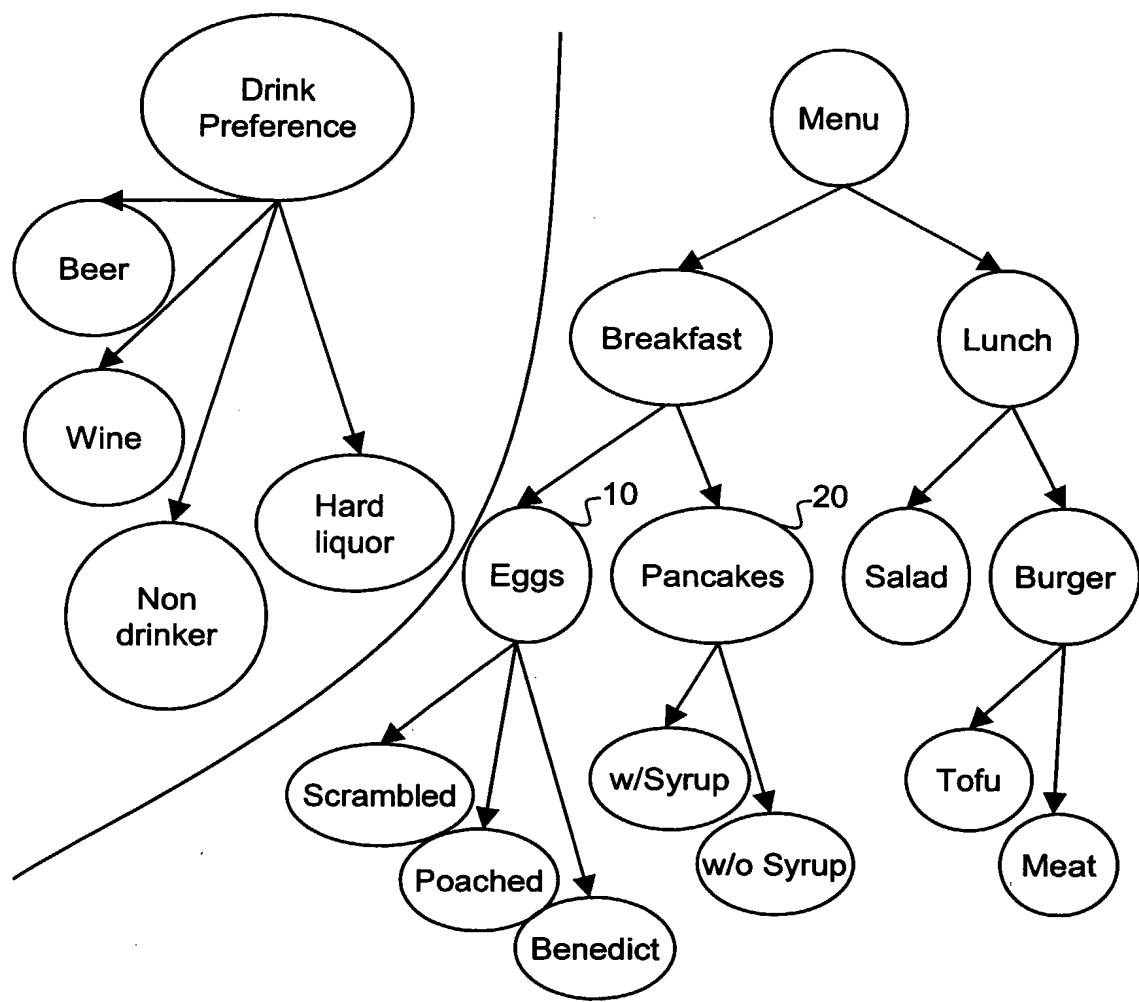 Drink
Preference
Beer
Wine
Non
drinker
Hard
liquor
Menu
Breakfast
Lunch
10
20
Eggs
Pancakes
Salad
Burger
Scrambled
Poached
Benedict
w/Syrup
w/o Syrup
Tofu
Meat